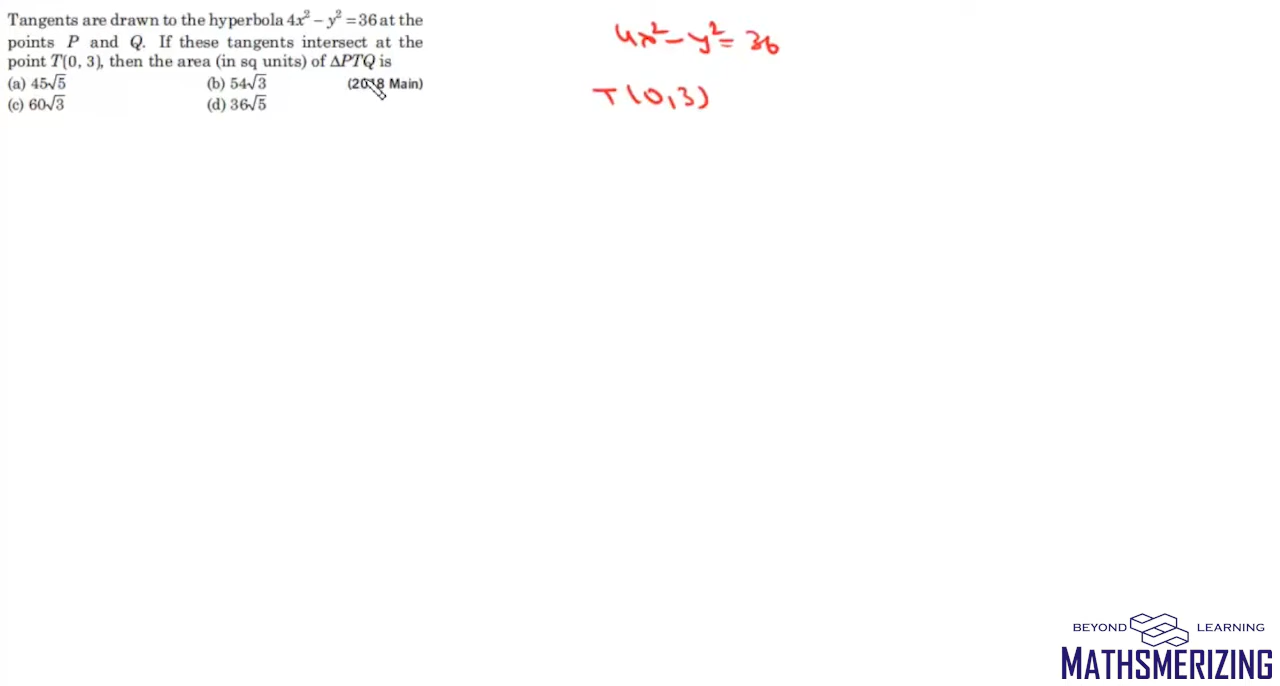 Tangents are drawn to the hyperbola 4x² – y² = 36 at the
points P and Q. If these tangents intersect at the
point T(0, 3), then the area (in sq units) of ΔPTQ is
(a) 45√5 (b) 54√3 (2018 Main)
(c) 60√3 (d) 36√5
4x² – y² = 36
T(0,3)
BEYOND LEARNING
MATHSMERIZING